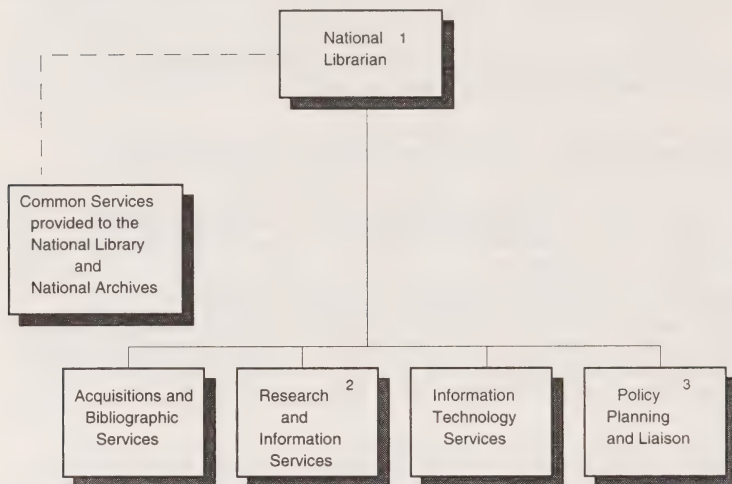 National 1
Librarian
Common Services
provided to the
National Library
and
National Archives
Acquisitions and
Bibliographic
Services
Research 2
and
Information
Services
Information
Technology
Services
Policy 3
Planning
and Liaison